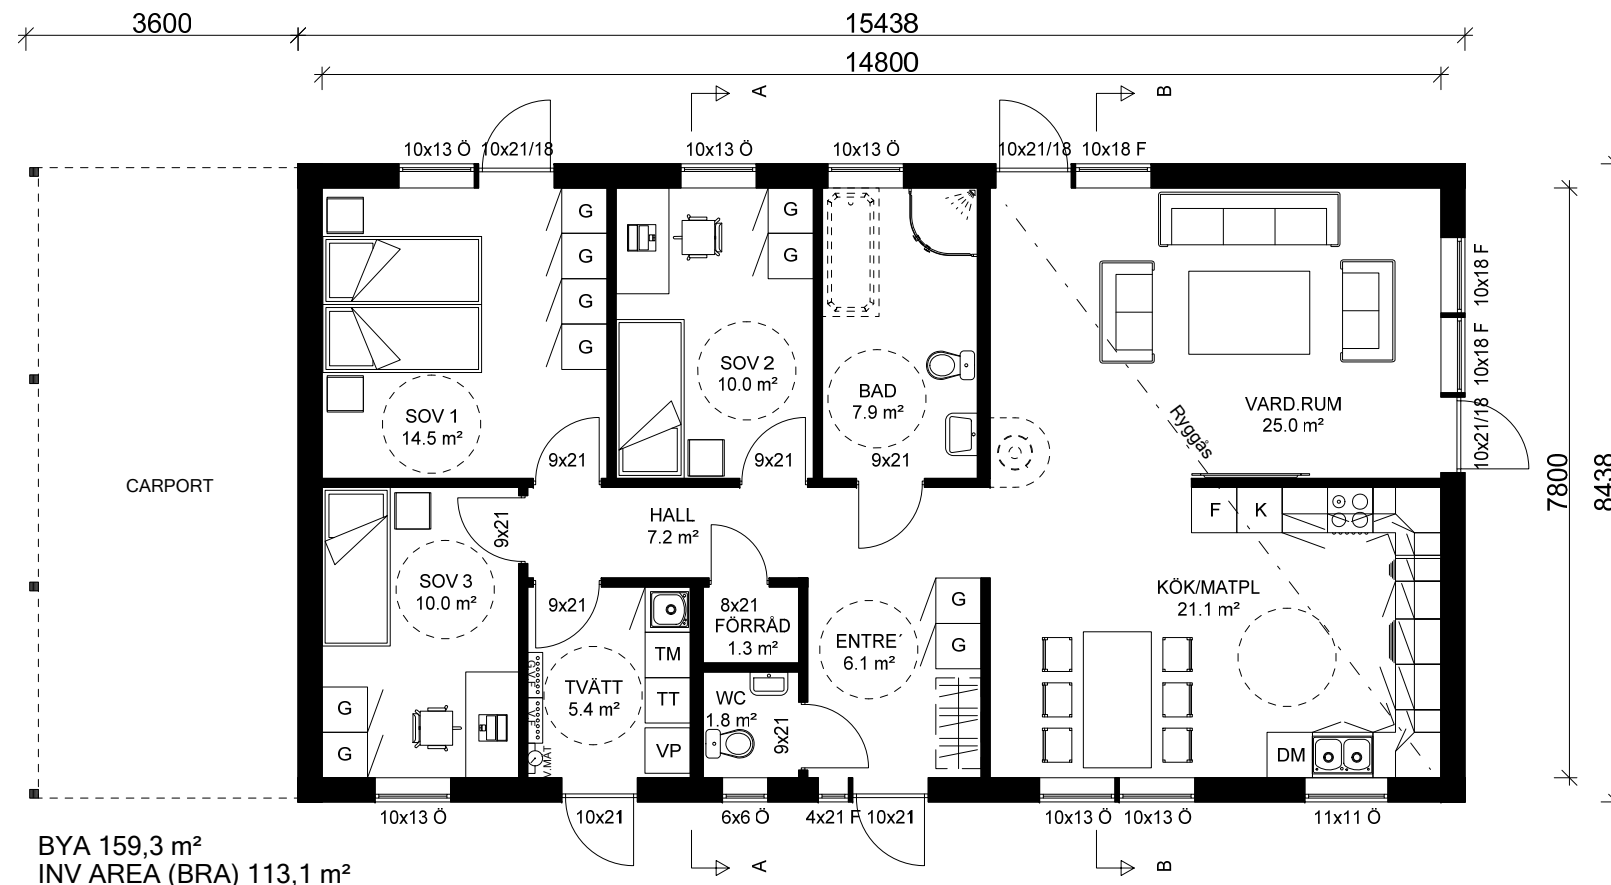 3600
15438
14800
A
B
10x13 Ö
10x21/18
10x13 Ö
10x13 Ö
10x21/18
10x18 F
G
G
G
G
G
G
SOV 1
14.5 m²
SOV 2
10.0 m²
BAD
7.9 m²
VARD.RUM
25.0 m²
Ryggås
10x18 F
10x18 F
10x21/18
7800
8438
CARPORT
9x21
9x21
9x21
9x21
HALL
7.2 m²
F
K
KÖK/MATPL
21.1 m²
SOV 3
10.0 m²
9x21
8x21
FÖRRÅD
1.3 m²
ENTRE´
6.1 m²
G
G
TM
TT
VP
TVÄTT
5.4 m²
G.VF
VF
V.MÄT
WC
1.8 m²
9x21
G
G
DM
10x13 Ö
10x21
6x6 Ö
4x21 F
10x21
10x13 Ö
10x13 Ö
11x11 Ö
A
B
BYA 159,3 m²
INV AREA (BRA) 113,1 m²